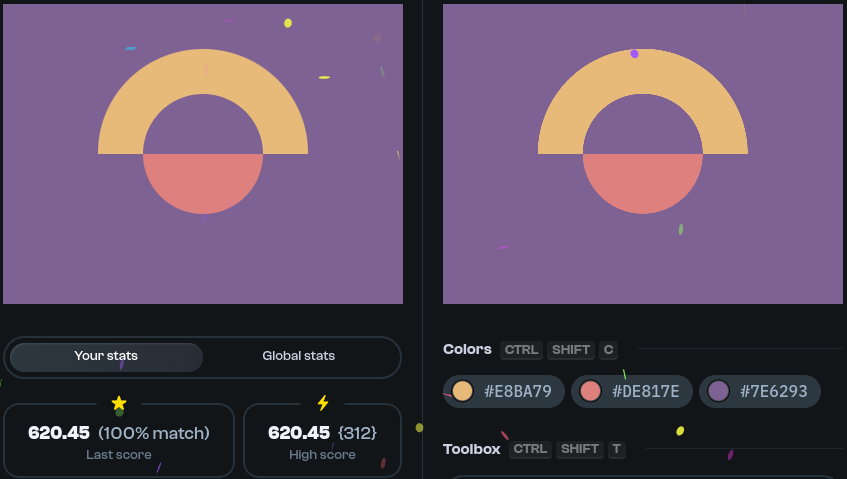 Your stats
Global stats
620.45 (100% match)
Last score
620.45 {312}
High score
Colors CTRL SHIFT C
#E8BA79
#DE817E
#7E6293
Toolbox CTRL SHIFT T